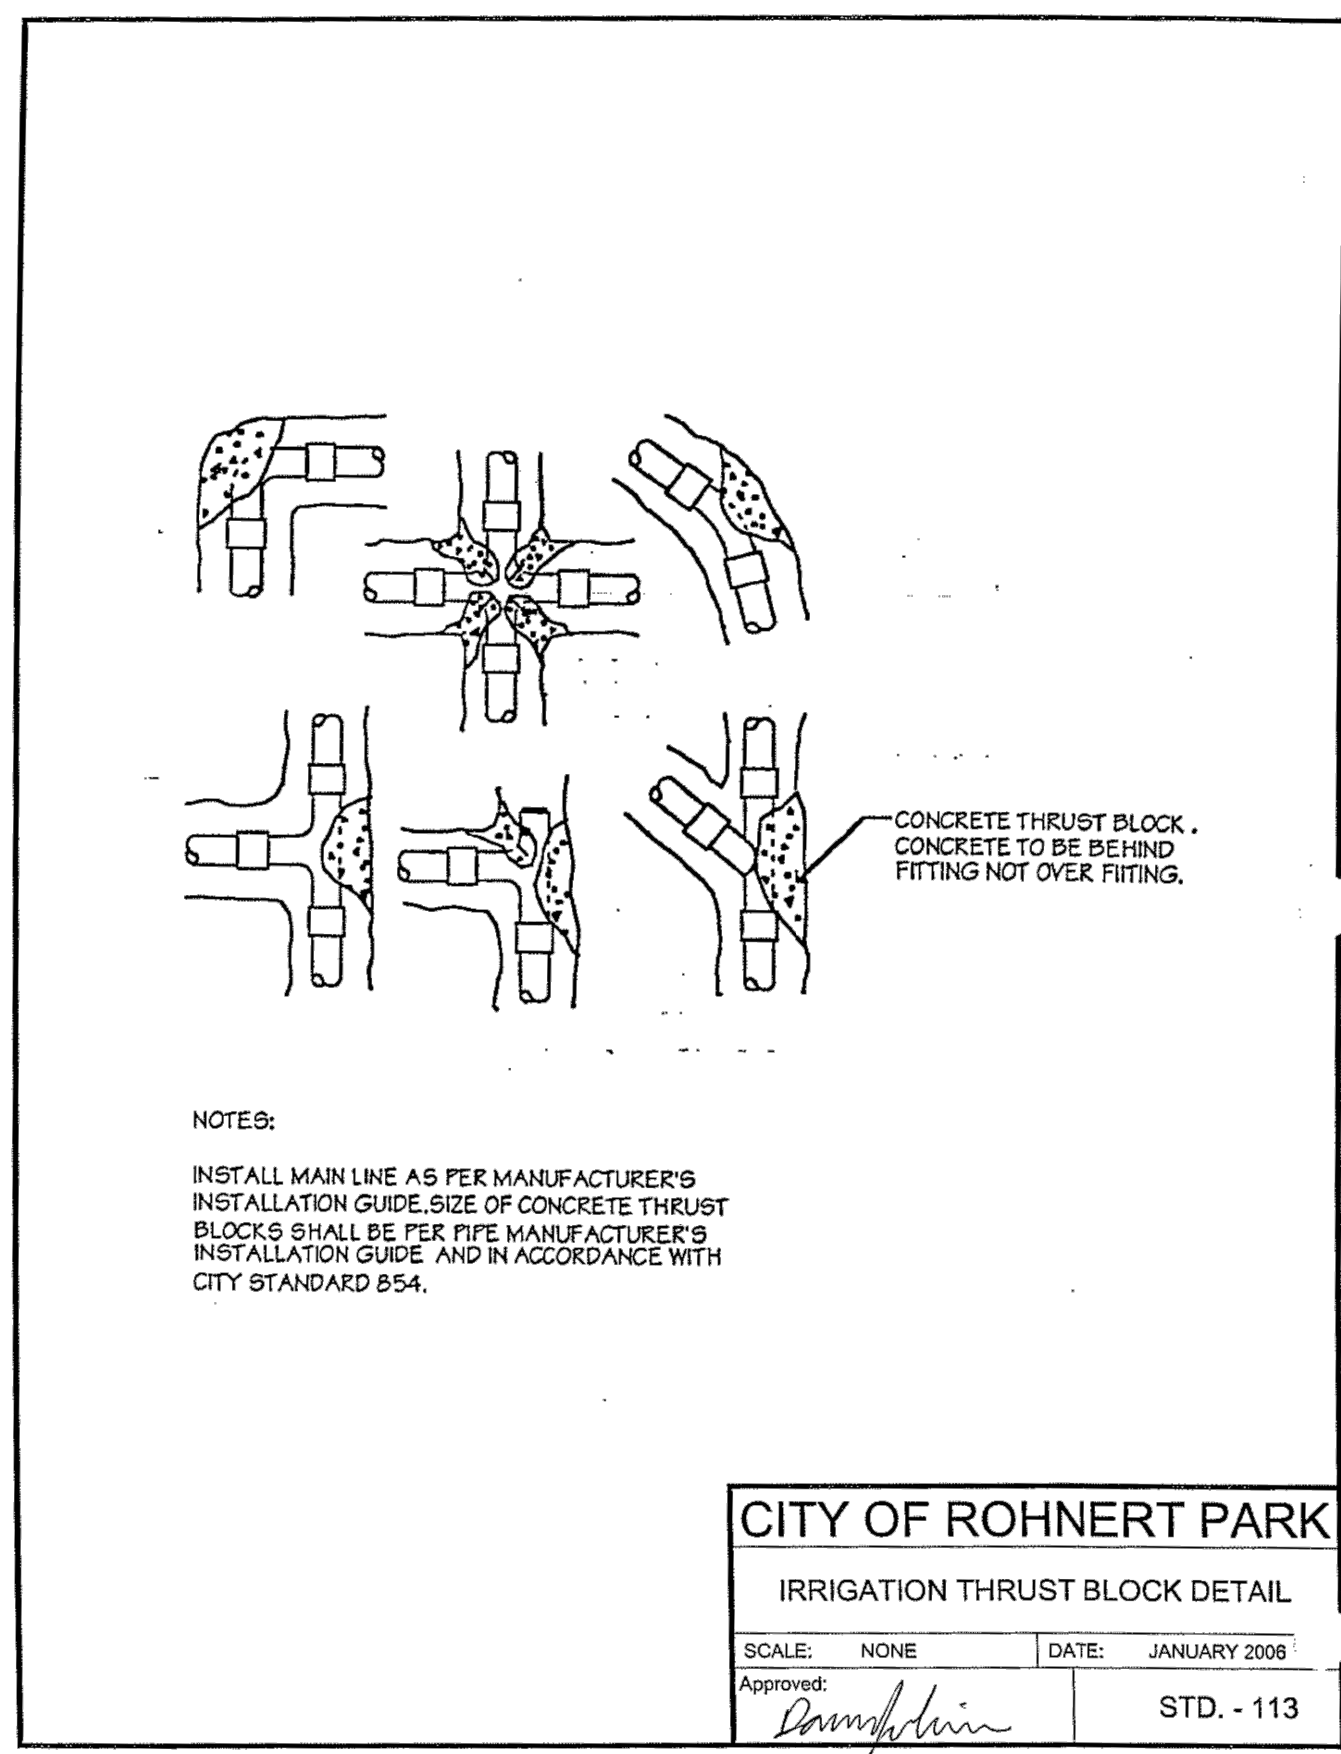 CONCRETE THRUST BLOCK.
CONCRETE TO BE BEHIND
FITTING NOT OVER FIITING.
NOTES:
INSTALL MAIN LINE AS PER MANUFACTURER'S
INSTALLATION GUIDE.SIZE OF CONCRETE THRUST
BLOCKS SHALL BE PER PIPE MANUFACTURER'S
INSTALLATION GUIDE AND IN ACCORDANCE WITH
CITY STANDARD 854.
CITY OF ROHNERT PARK
IRRIGATION THRUST BLOCK DETAIL
SCALE: NONE DATE: JANUARY 2006
Approved:
STD. - 113